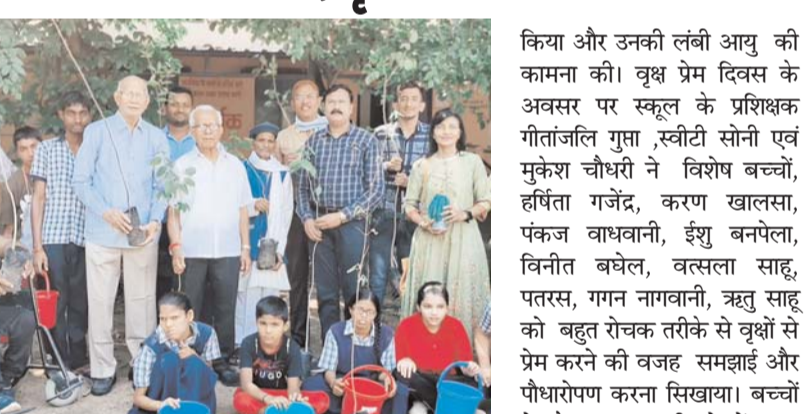 किया और उनकी लंबी आयु की
कामना की। वृक्ष प्रेम दिवस के
अवसर पर स्कूल के प्रशिक्षक
गीतांजलि गुप्ता ,स्वीटी सोनी एवं
मुकेश चौधरी ने विशेष बच्चों,
हर्षिता गजेंद्र, करण खालसा,
पंकज वाधवानी, ईशु बनपेला,
विनीत बघेल, वत्सला साहू,
पतरस, गगन नागवानी, ऋतु साहू
को बहुत रोचक तरीके से वृक्षों से
प्रेम करने की वजह समझाई और
पौधारोपण करना सिखाया। बच्चों